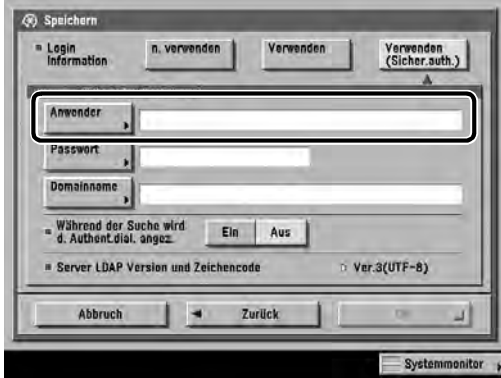 Speichern
Login
Information
n. verwenden
Verwenden
Verwenden
(Sicher.auth.)
Anwender
Passwort
Domainname
Während der Suche wird
d. Authent.dial. angez.
Ein
Aus
Server LDAP Version und Zeichencode
Ver.3(UTF-8)
Abbruch
Zurück
Systemmonitor